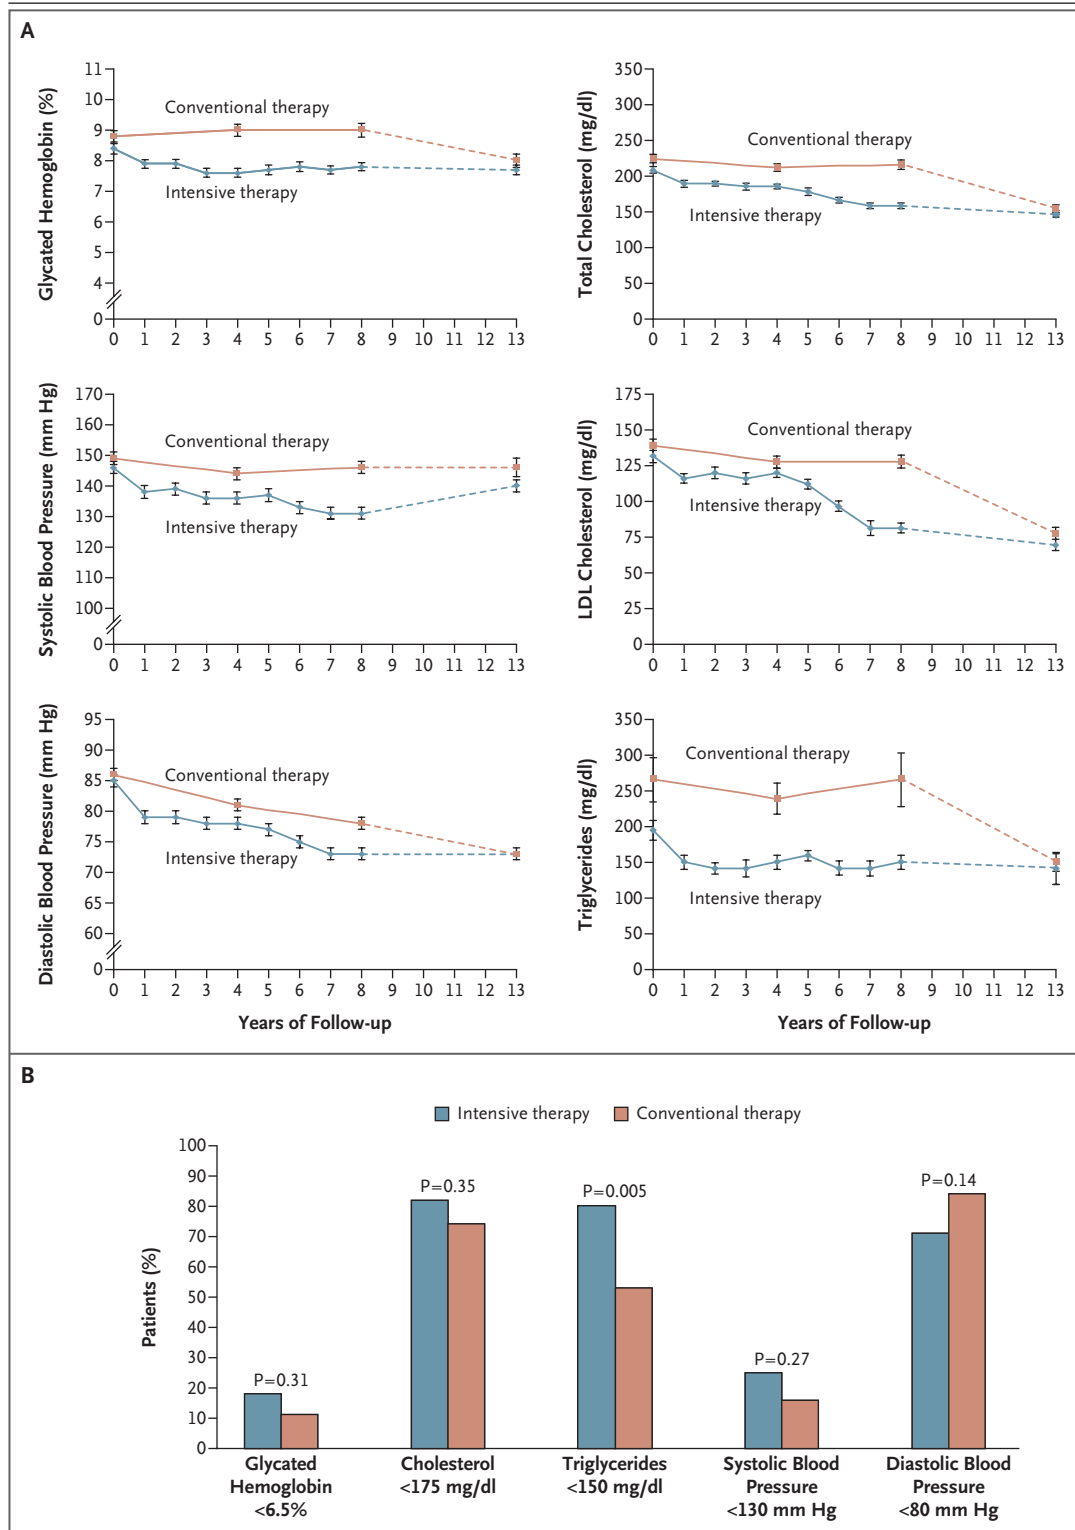 A
Glycated Hemoglobin (%)
11
10
9
8
7
6
5
4
0
Conventional therapy
Intensive therapy
0 1 2 3 4 5 6 7 8 9 10 11 12 13
Total Cholesterol (mg/dl)
350
300
250
200
150
100
50
0
Conventional therapy
Intensive therapy
0 1 2 3 4 5 6 7 8 9 10 11 12 13
Systolic Blood Pressure (mm Hg)
170
160
150
140
130
120
110
100
0
Conventional therapy
Intensive therapy
0 1 2 3 4 5 6 7 8 9 10 11 12 13
LDL Cholesterol (mg/dl)
175
150
125
100
75
50
25
0
Conventional therapy
Intensive therapy
0 1 2 3 4 5 6 7 8 9 10 11 12 13
Diastolic Blood Pressure (mm Hg)
95
90
85
80
75
70
65
60
0
Conventional therapy
Intensive therapy
0 1 2 3 4 5 6 7 8 9 10 11 12 13
Years of Follow-up
Triglycerides (mg/dl)
350
300
250
200
150
100
50
0
Conventional therapy
Intensive therapy
0 1 2 3 4 5 6 7 8 9 10 11 12 13
Years of Follow-up
B
Intensive therapy Conventional therapy
Patients (%)
100
90
80
70
60
50
40
30
20
10
0
P=0.31
P=0.35
P=0.005
P=0.27
P=0.14
Glycated
Hemoglobin
<6.5%
Cholesterol
<175 mg/dl
Triglycerides
<150 mg/dl
Systolic Blood
Pressure
<130 mm Hg
Diastolic Blood
Pressure
<80 mm Hg